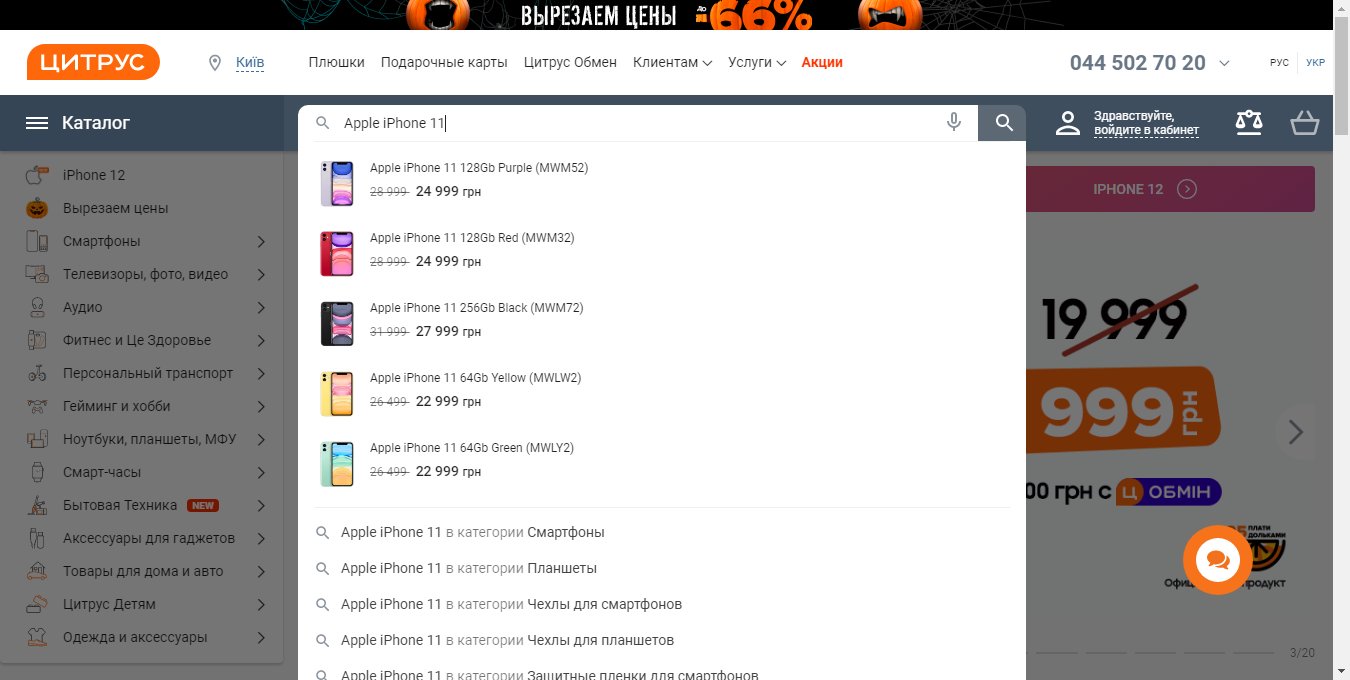 ВЫРЕЗАЕМ ЦЕНЫ ДО -66%
ЦИТРУС
Київ
Плюшки Подарочные карты Цитрус Обмен Клиентам Услуги Акции
044 502 70 20
РУС УКР
Каталог
Apple iPhone 11
Здравствуйте,
войдите в кабинет
iPhone 12
Вырезаем цены
Смартфоны
Телевизоры, фото, видео
Аудио
Фитнес и Це Здоровье
Персональный транспорт
Гейминг и хобби
Ноутбуки, планшеты, МФУ
Смарт-часы
Бытовая Техника NEW
Аксессуары для гаджетов
Товары для дома и авто
Цитрус Детям
Одежда и аксессуары
Apple iPhone 11 128Gb Purple (MWM52)
28 999 24 999 грн
Apple iPhone 11 128Gb Red (MWM32)
28 999 24 999 грн
Apple iPhone 11 256Gb Black (MWM72)
31 999 27 999 грн
Apple iPhone 11 64Gb Yellow (MWLW2)
26 499 22 999 грн
Apple iPhone 11 64Gb Green (MWLY2)
26 499 22 999 грн
Apple iPhone 11 в категории Смартфоны
Apple iPhone 11 в категории Планшеты
Apple iPhone 11 в категории Чехлы для смартфонов
Apple iPhone 11 в категории Чехлы для планшетов
Apple iPhone 11 в категории Защитные пленки для смартфонов
IPHONE 12
19 999
999 грн
00 грн с Ц ОБМІН
ПЛАТИ
ДОЛЬКАМИ
3/20